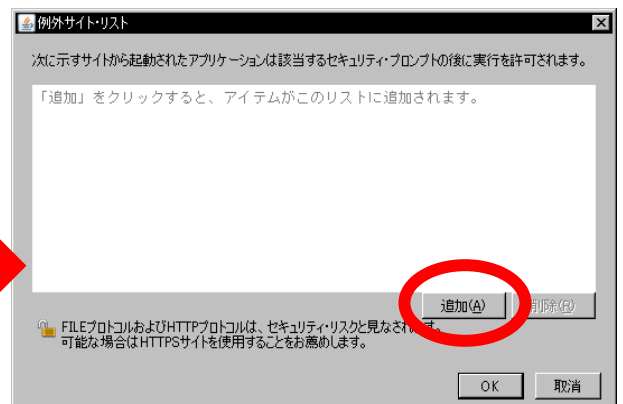 例外サイト・リスト
次に示すサイトから起動されたアプリケーションは該当するセキュリティ・プロンプトの後に実行を許可されます。
「追加」をクリックすると、アイテムがこのリストに追加されます。
追加(A) 削除(R)
FILEプロトコルおよびHTTPプロトコルは、セキュリティ・リスクと見なされます。
可能な場合はHTTPSサイトを使用することをお薦めします。
OK 取消